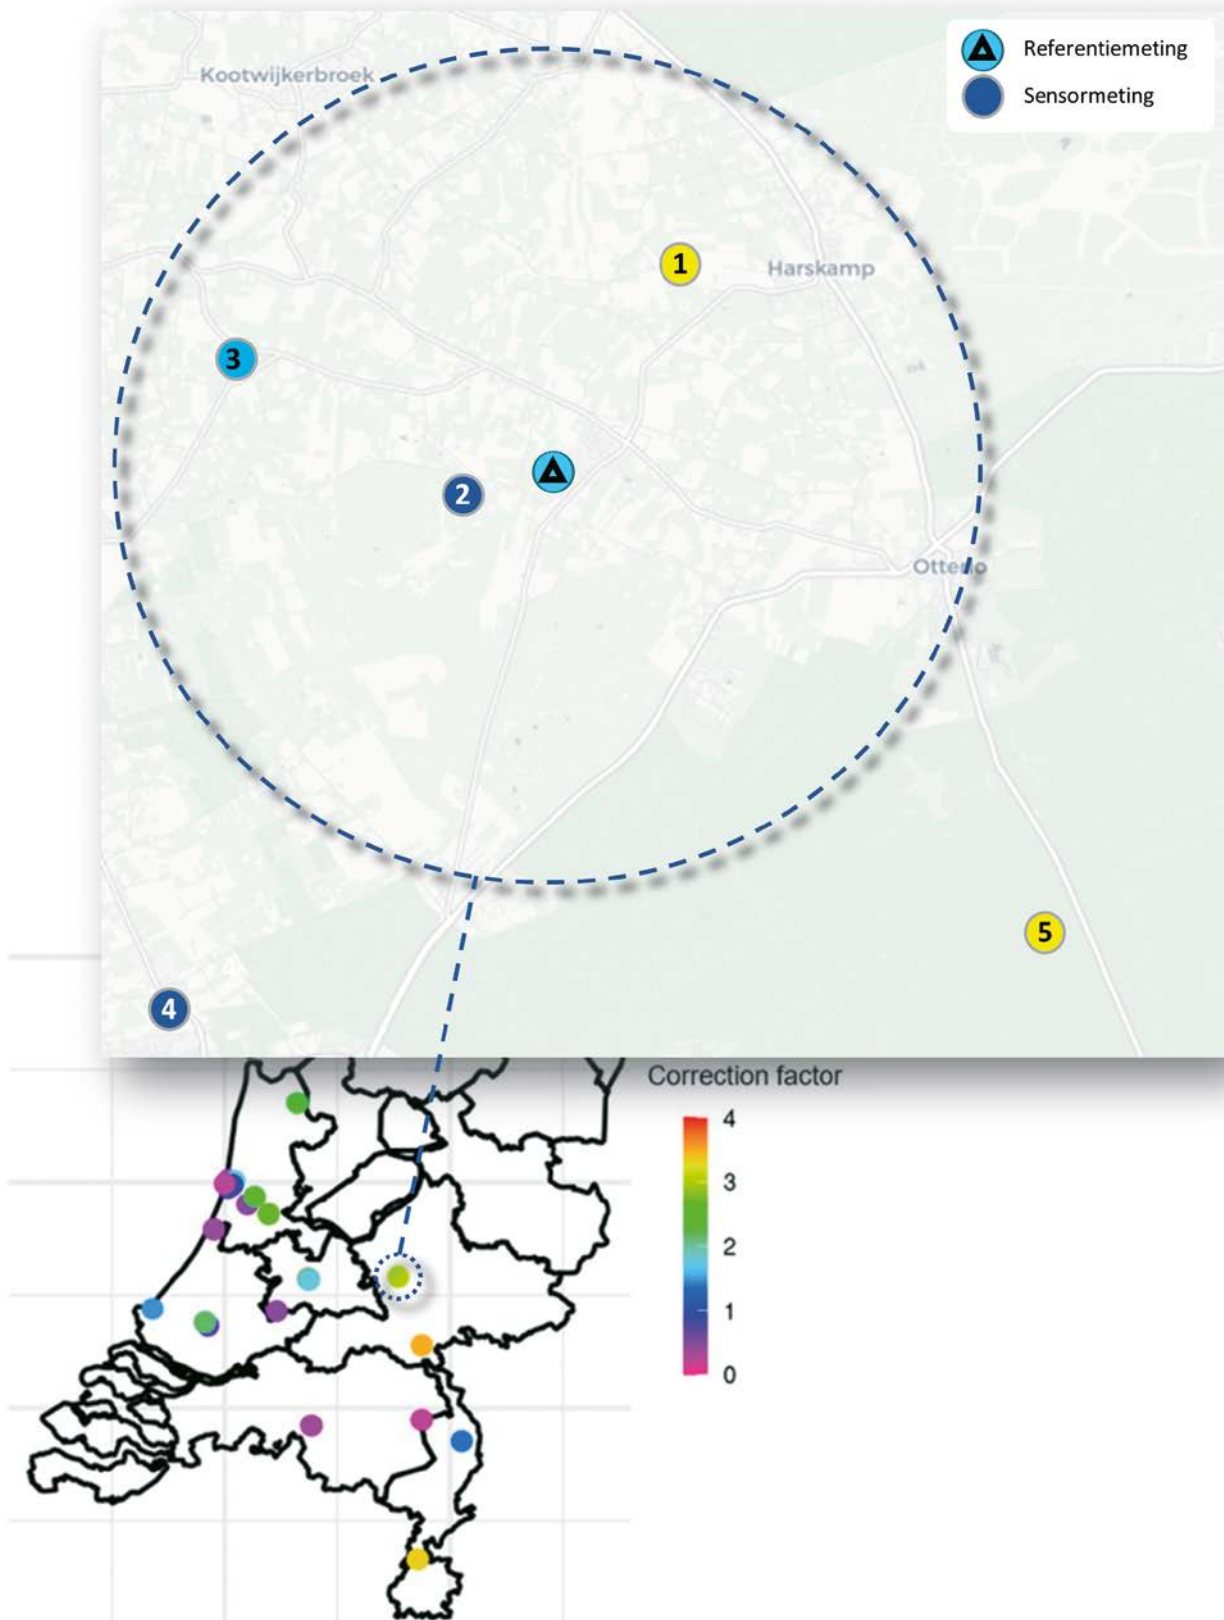 Referentiemeting
Sensormeting
Kootwijkerbroek
1
Harskamp
3
2
Otterlo
5
4
Correction factor
4
3
2
1
0